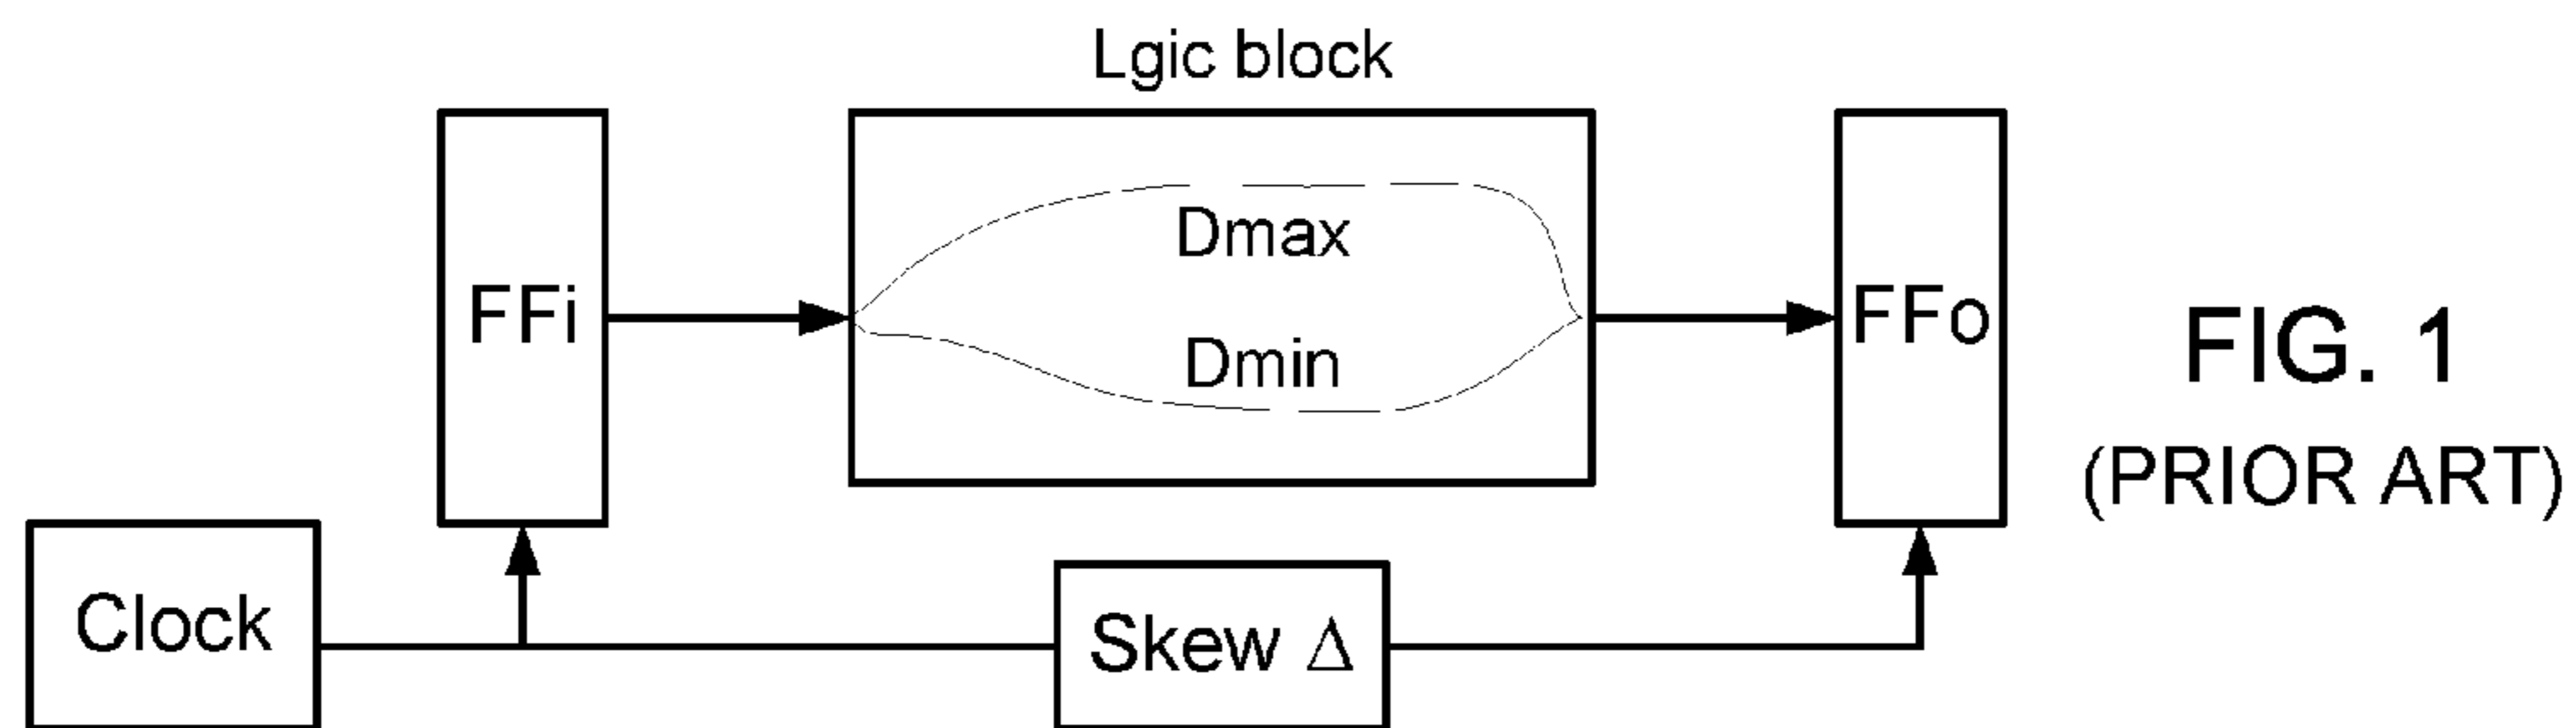 Lgic block
FFi
Dmax
Dmin
FFo
FIG. 1
(PRIOR ART)
Clock
Skew Δ